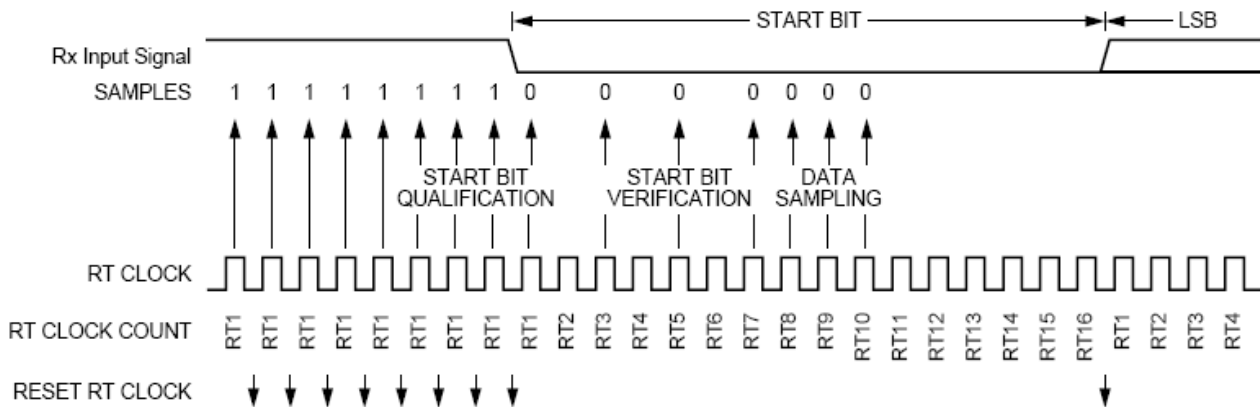 START BIT LSB
Rx Input Signal
SAMPLES 1 1 1 1 1 1 1 1 0 0 0 0 0 0 0
START BIT QUALIFICATION START BIT VERIFICATION DATA SAMPLING
RT CLOCK
RT CLOCK COUNT RT1 RT1 RT1 RT1 RT1 RT1 RT1 RT1 RT1 RT2 RT3 RT4 RT5 RT6 RT7 RT8 RT9 RT10 RT11 RT12 RT13 RT14 RT15 RT16 RT1 RT2 RT3 RT4
RESET RT CLOCK